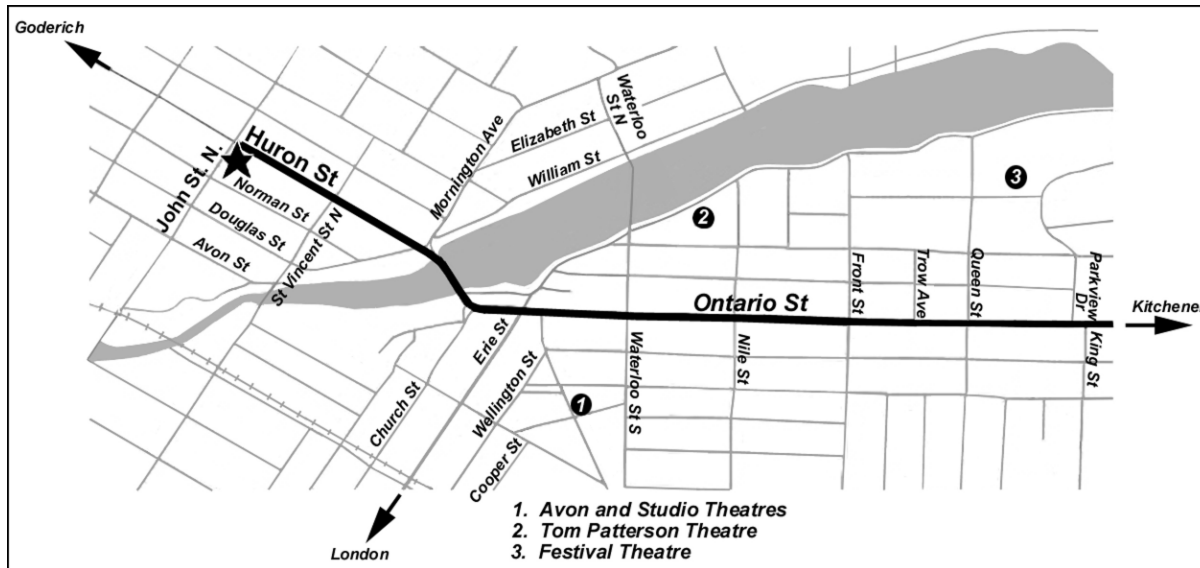 Goderich
Huron St
John St. N.
Norman St
Douglas St
Avon St
St Vincent St N
Mornington Ave
Elizabeth St
William St
Waterloo
St N
3
2
Front St
Trow Ave
Queen St
Parkview
Dr
Ontario St
Kitchener
Erie St
Wellington St
Waterloo St S
Nile St
King St
Church St
1
Cooper St
London
1. Avon and Studio Theatres
2. Tom Patterson Theatre
3. Festival Theatre